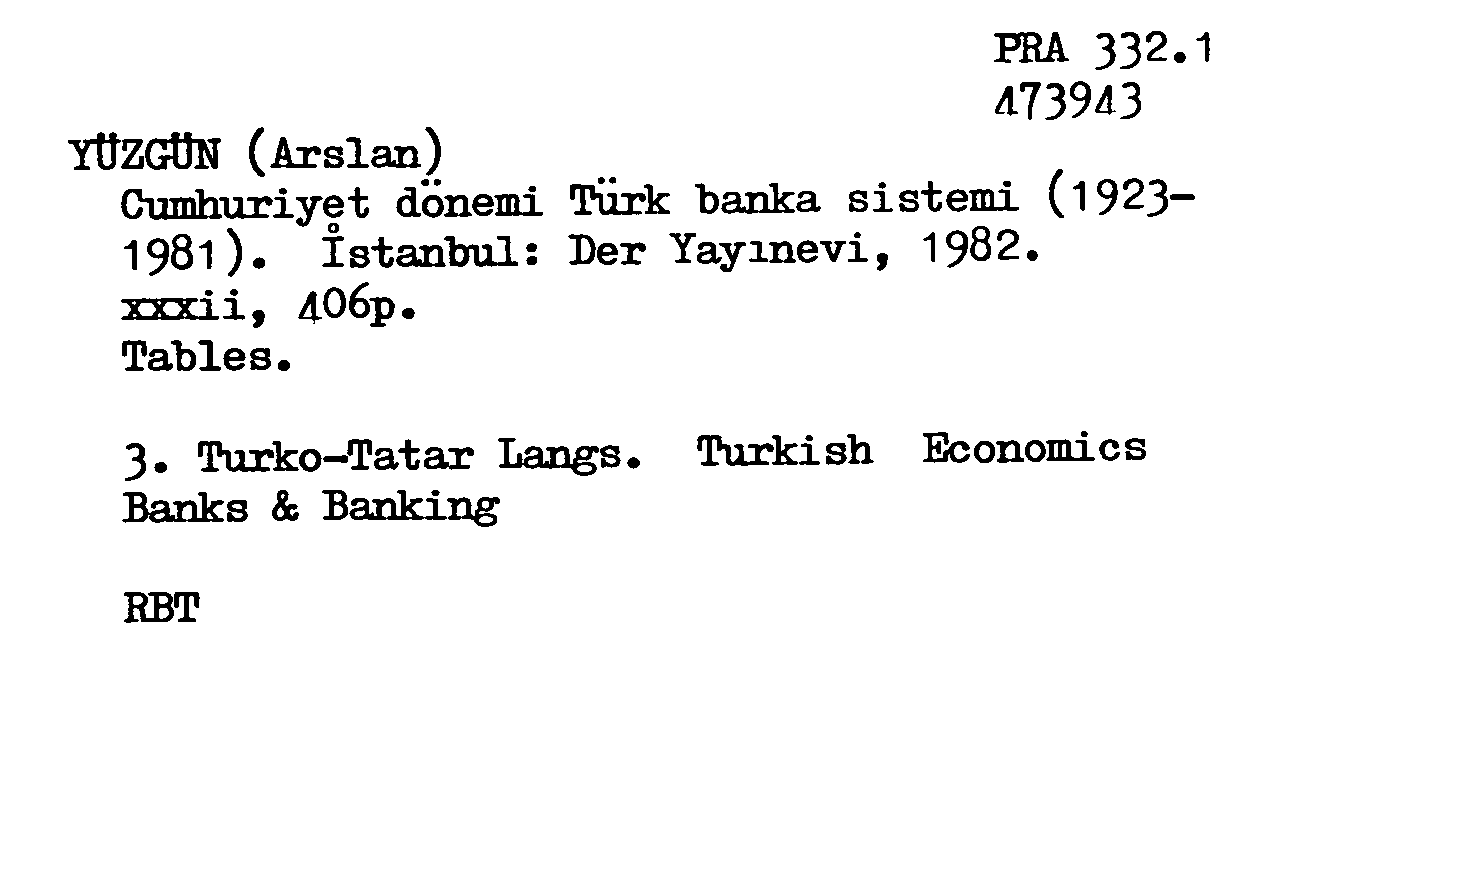 PRA 332.1
473943
YÜZGÜN (Arslan)
Cumhuriyet dönemi Türk banka sistemi (1923-
1981). İstanbul: Der Yayınevi, 1982.
xxxii, 406p.
Tables.
3. Turko-Tatar Langs. Turkish Economics
Banks & Banking
RBT